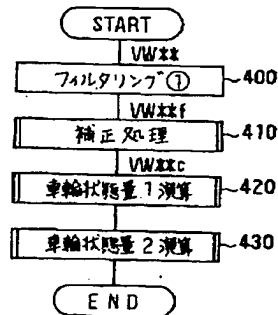 START
VW**
フィルタリング① 400
VW**f
補正処理 410
VW**c
車輪状態量1演算 420
車輪状態量2演算 430
END